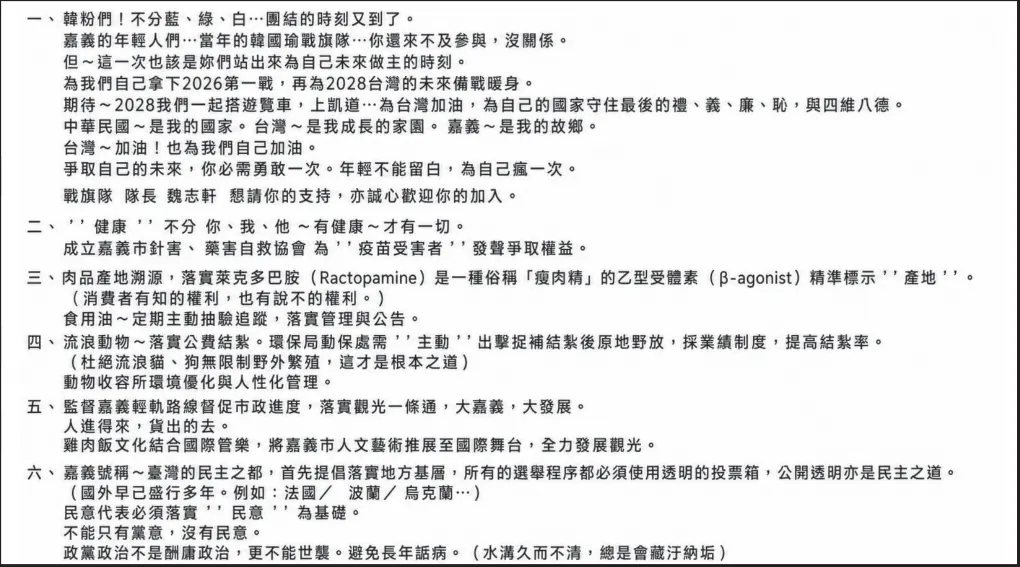 一、韓粉們！不分藍、綠、白…團結的時刻又到了。
嘉義的年輕人們…當年的韓國瑜戰旗隊…你還來不及參與，沒關係。
但～這一次也該是妳們站出來為自己未來做主的時刻。
為我們自己拿下2026第一戰，再為2028台灣的未來備戰暖身。
期待～2028我們一起搭遊覽車，上凱道…為台灣加油，為自己的國家守住最後的禮、義、廉、恥，與四維八德。
中華民國～是我的國家。台灣～是我成長的家園。嘉義～是我的故鄉。
台灣～加油！也為我們自己加油。
爭取自己的未來，你必需勇敢一次。年輕不能留白，為自己瘋一次。
戰旗隊 隊長 魏志軒 懇請你的支持，亦誠心歡迎你的加入。
二、''健康'' 不分 你、我、他～有健康～才有一切。
成立嘉義市針害、藥害自救協會 為''疫苗受害者''發聲爭取權益。
三、肉品產地溯源，落實萊克多巴胺（Ractopamine）是一種俗稱「瘦肉精」的乙型受體素（β-agonist）精準標示''產地''。
（消費者有知的權利，也有說不的權利。）
食用油～定期主動抽驗追蹤，落實管理與公告。
四、流浪動物～落實公費結紮。環保局動保處需''主動''出擊捉補結紮後原地野放，採業績制度，提高結紮率。
（杜絕流浪貓、狗無限制野外繁殖，這才是根本之道）
動物收容所環境優化與人性化管理。
五、監督嘉義輕軌路線督促市政進度，落實觀光一條通，大嘉義，大發展。
人進得來，貨出的去。
雞肉飯文化結合國際管樂，將嘉義市人文藝術推展至國際舞台，全力發展觀光。
六、嘉義號稱～臺灣的民主之都，首先提倡落實地方基層，所有的選舉程序都必須使用透明的投票箱，公開透明亦是民主之道。
（國外早己盛行多年。例如：法國／ 波蘭／烏克蘭…）
民意代表必須落實''民意''為基礎。
不能只有黨意，沒有民意。
政黨政治不是酬庸政治，更不能世襲。避免長年詬病。（水溝久而不清，總是會藏汙納垢）